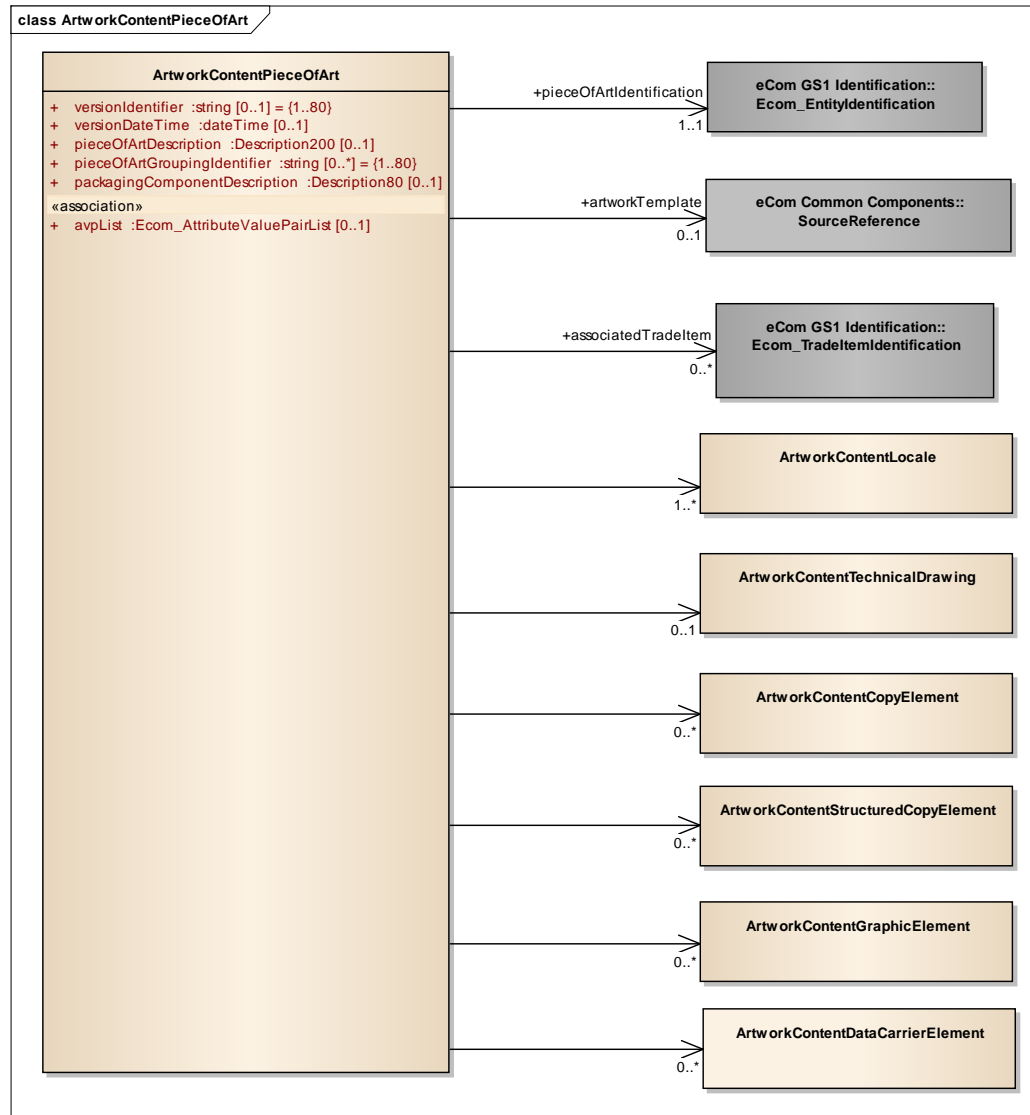 class ArtworkContentPieceOfArt
ArtworkContentPieceOfArt
+ versionIdentifier :string [0..1] = {1..80}
+ versionDateTime :dateTime [0..1]
+ pieceOfArtDescription :Description200 [0..1]
+ pieceOfArtGroupingIdentifier :string [0..*] = {1..80}
+ packagingComponentDescription :Description80 [0..1]
«association»
+ avpList :Ecom_AttributeValuePairList [0..1]
+pieceOfArtIdentification
1..1
eCom GS1 Identification::
Ecom_EntityIdentification
+artworkTemplate
0..1
eCom Common Components::
SourceReference
+associatedTradeItem
0..*
eCom GS1 Identification::
Ecom_TradeItemIdentification
ArtworkContentLocale
1..*
ArtworkContentTechnicalDrawing
0..1
ArtworkContentCopyElement
0..*
ArtworkContentStructuredCopyElement
0..*
ArtworkContentGraphicElement
0..*
ArtworkContentDataCarrierElement
0..*